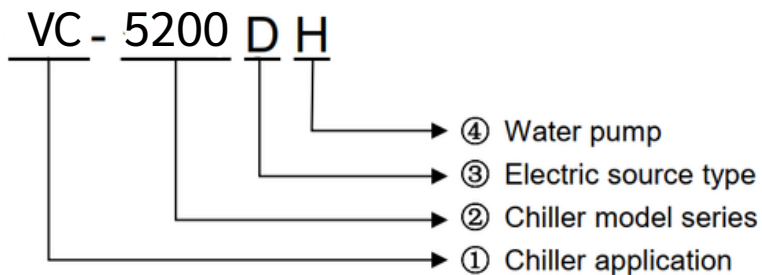 VC - 5200 D H
④ Water pump
③ Electric source type
② Chiller model series
① Chiller application